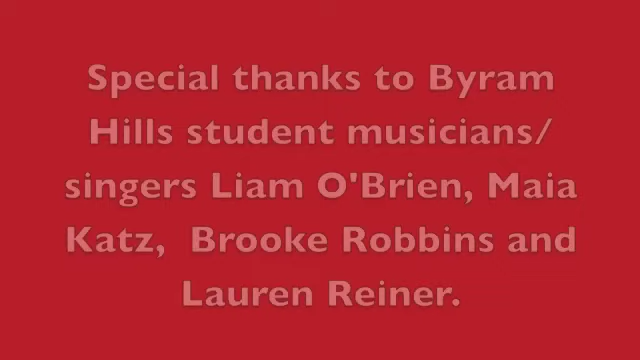 Special thanks to Byram
Hills student musicians/
singers Liam O'Brien, Maia
Katz,  Brooke Robbins and
Lauren Reiner.